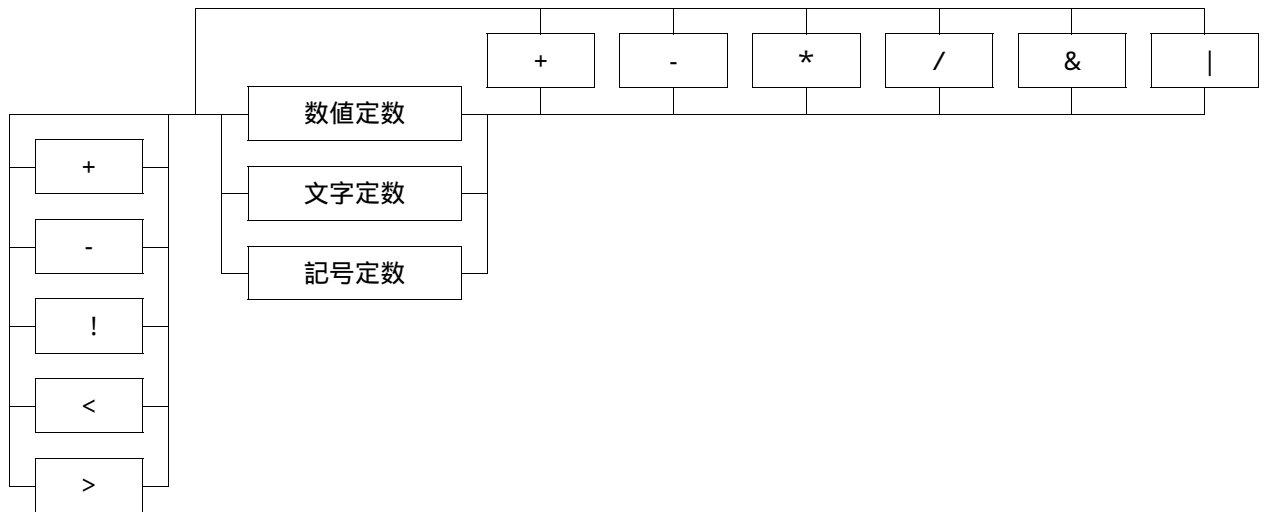 + - * / & |
数値定数
+
文字定数
-
記号定数
!
<
>